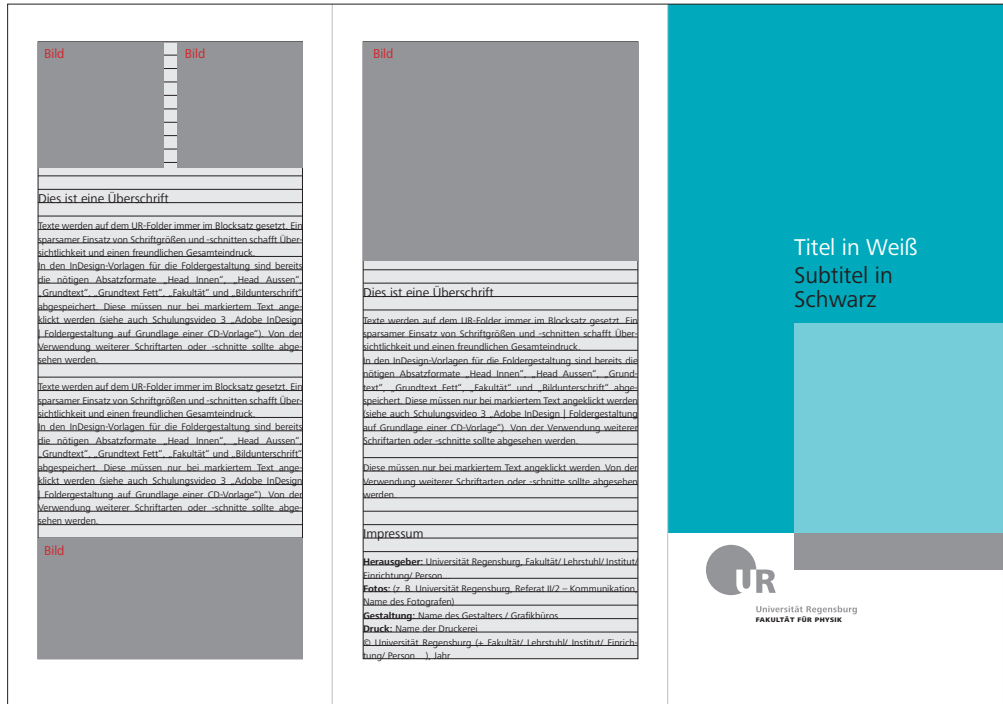 Bild
Bild
Dies ist eine Überschrift
Texte werden auf dem UR-Folder immer im Blocksatz gesetzt. Ein
sparsamer Einsatz von Schriftgrößen und -schnitten schafft Über-
sichtlichkeit und einen freundlichen Gesamteindruck.
In den InDesign-Vorlagen für die Foldergestaltung sind bereits
die nötigen Absatzformate „Head Innen“, „Head Aussen“,
„Grundtext“, „Grundtext Fett“, „Fakultät“ und „Bildunterschrift“
abgespeichert. Diese müssen nur bei markiertem Text ange-
klickt werden (siehe auch Schulungsvideo 3 „Adobe InDesign
| Foldergestaltung auf Grundlage einer CD-Vorlage“). Von der
Verwendung weiterer Schriftarten oder -schnitte sollte abge-
sehen werden.
Texte werden auf dem UR-Folder immer im Blocksatz gesetzt. Ein
sparsamer Einsatz von Schriftgrößen und -schnitten schafft Über-
sichtlichkeit und einen freundlichen Gesamteindruck.
In den InDesign-Vorlagen für die Foldergestaltung sind bereits
die nötigen Absatzformate „Head Innen“, „Head Aussen“,
„Grundtext“, „Grundtext Fett“, „Fakultät“ und „Bildunterschrift“
abgespeichert. Diese müssen nur bei markiertem Text ange-
klickt werden (siehe auch Schulungsvideo 3 „Adobe InDesign
| Foldergestaltung auf Grundlage einer CD-Vorlage“). Von der
Verwendung weiterer Schriftarten oder -schnitte sollte abge-
sehen werden.
Bild
Bild
Dies ist eine Überschrift
Texte werden auf dem UR-Folder immer im Blocksatz gesetzt. Ein
sparsamer Einsatz von Schriftgrößen und -schnitten schafft Über-
sichtlichkeit und einen freundlichen Gesamteindruck.
In den InDesign-Vorlagen für die Foldergestaltung sind bereits die
nötigen Absatzformate „Head Innen“, „Head Aussen“, „Grund-
text“, „Grundtext Fett“, „Fakultät“ und „Bildunterschrift“ abge-
speichert. Diese müssen nur bei markiertem Text angeklickt werden
(siehe auch Schulungsvideo 3 „Adobe InDesign | Foldergestaltung
auf Grundlage einer CD-Vorlage“). Von der Verwendung weiterer
Schriftarten oder -schnitte sollte abgesehen werden.
Diese müssen nur bei markiertem Text angeklickt werden. Von der
Verwendung weiterer Schriftarten oder -schnitte sollte abgesehen
werden.
Impressum
Herausgeber: Universität Regensburg, Fakultät/ Lehrstuhl/ Institut/
Einrichtung/ Person...
Fotos: (z. B. Universität Regensburg, Referat II/2 – Kommunikation,
Name des Fotografen)
Gestaltung: Name des Gestalters / Grafikbüros
Druck: Name der Druckerei
© Universität Regensburg (+ Fakultät/ Lehrstuhl/ Institut/ Einrich-
tung/ Person ...), Jahr
Titel in Weiß
Subtitel in
Schwarz
UR
Universität Regensburg
FAKULTÄT FÜR PHYSIK